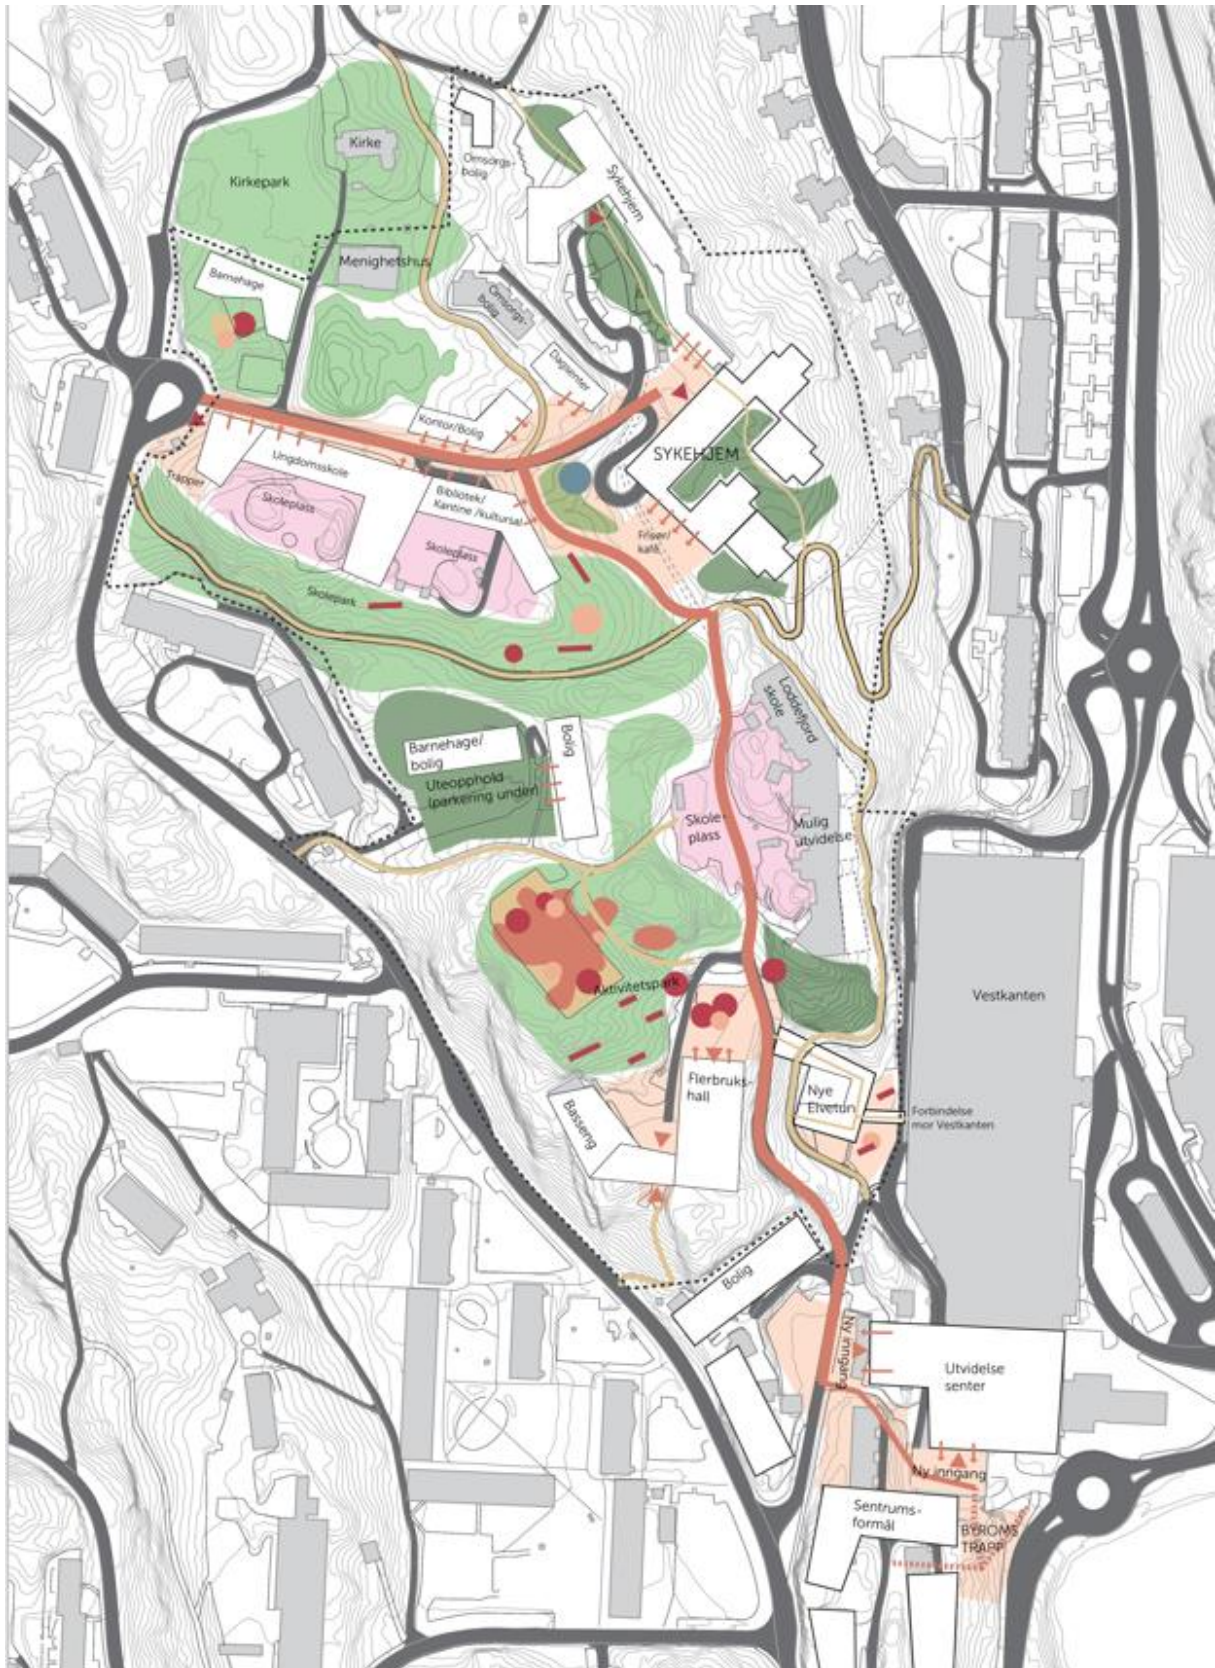 Kirke
Kirkepark
Omsorgs-
bolig
Sykehjem
Menighetshus
Barnehage
Omsorgs-
bolig
Dagsenter
Kontor/Bolig
Ungdomsskole
Trapper
Skoleplass
Bibliotek/
Kantine /kultursal
Skoleplass
SYKEHJEM
Frisør/
kafé
Skolepark
Loddefjord
skole
Bolig
Barnehage/
bolig
Uteopphold
(parkering under)
Skole-
plass
Mulig
utvidelse
Aktivitetspark
Vestkanten
Flerbruks-
hall
Nye
Elvetun
Basseng
Forbindelse
mor Vestkanten
Bolig
Ny inngang
Utvidelse
senter
Ny inngang
Sentrums-
formål
BYROMS
TRAPP